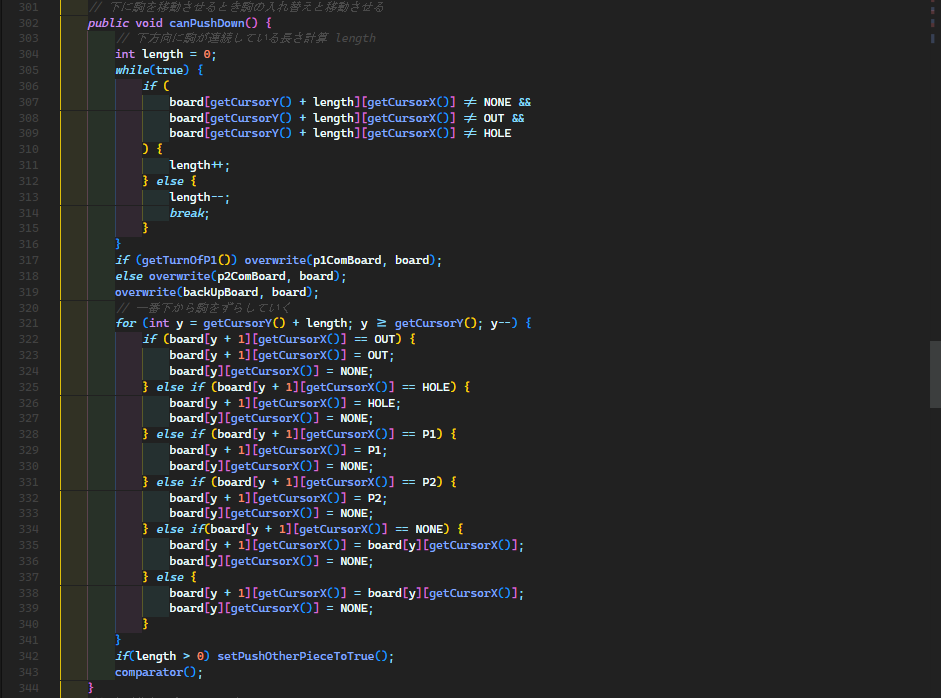 301 // 下に駒を移動させるとき駒の入れ替えと移動させる
302 public void canPushDown() {
303 // 下方向に駒が連続している長さ計算 length
304 int length = 0;
305 while(true) {
306 if (
307 board[getCursorY() + length][getCursorX()] ≠ NONE &&
308 board[getCursorY() + length][getCursorX()] ≠ OUT &&
309 board[getCursorY() + length][getCursorX()] ≠ HOLE
310 ) {
311 length++;
312 } else {
313 length--;
314 break;
315 }
316 }
317 if (getTurnOfP1()) overwrite(p1ComBoard, board);
318 else overwrite(p2ComBoard, board);
319 overwrite(backUpBoard, board);
320 // 一番下から駒をずらしていく
321 for (int y = getCursorY() + length; y ≥ getCursorY(); y--) {
322 if (board[y + 1][getCursorX()] == OUT) {
323 board[y + 1][getCursorX()] = OUT;
324 board[y][getCursorX()] = NONE;
325 } else if (board[y + 1][getCursorX()] == HOLE) {
326 board[y + 1][getCursorX()] = HOLE;
327 board[y][getCursorX()] = NONE;
328 } else if (board[y + 1][getCursorX()] == P1) {
329 board[y + 1][getCursorX()] = P1;
330 board[y][getCursorX()] = NONE;
331 } else if (board[y + 1][getCursorX()] == P2) {
332 board[y + 1][getCursorX()] = P2;
333 board[y][getCursorX()] = NONE;
334 } else if(board[y + 1][getCursorX()] == NONE) {
335 board[y + 1][getCursorX()] = board[y][getCursorX()];
336 board[y][getCursorX()] = NONE;
337 } else {
338 board[y + 1][getCursorX()] = board[y][getCursorX()];
339 board[y][getCursorX()] = NONE;
340 }
341 }
342 if(length > 0) setPushOtherPieceToTrue();
343 comparator();
344 }